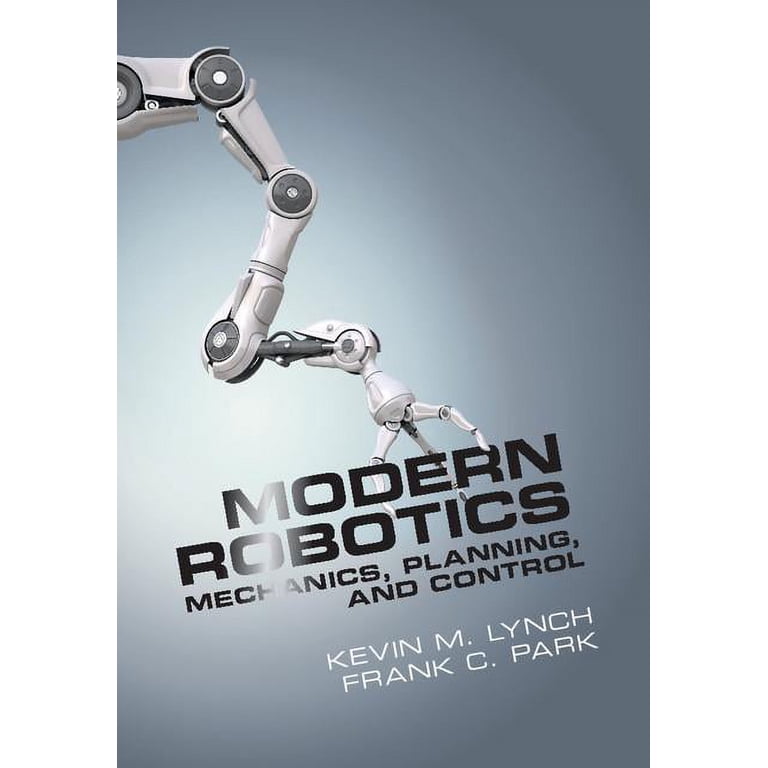 MODERN
ROBOTICS
MECHANICS, PLANNING,
AND CONTROL
KEVIN M. LYNCH
FRANK C. PARK